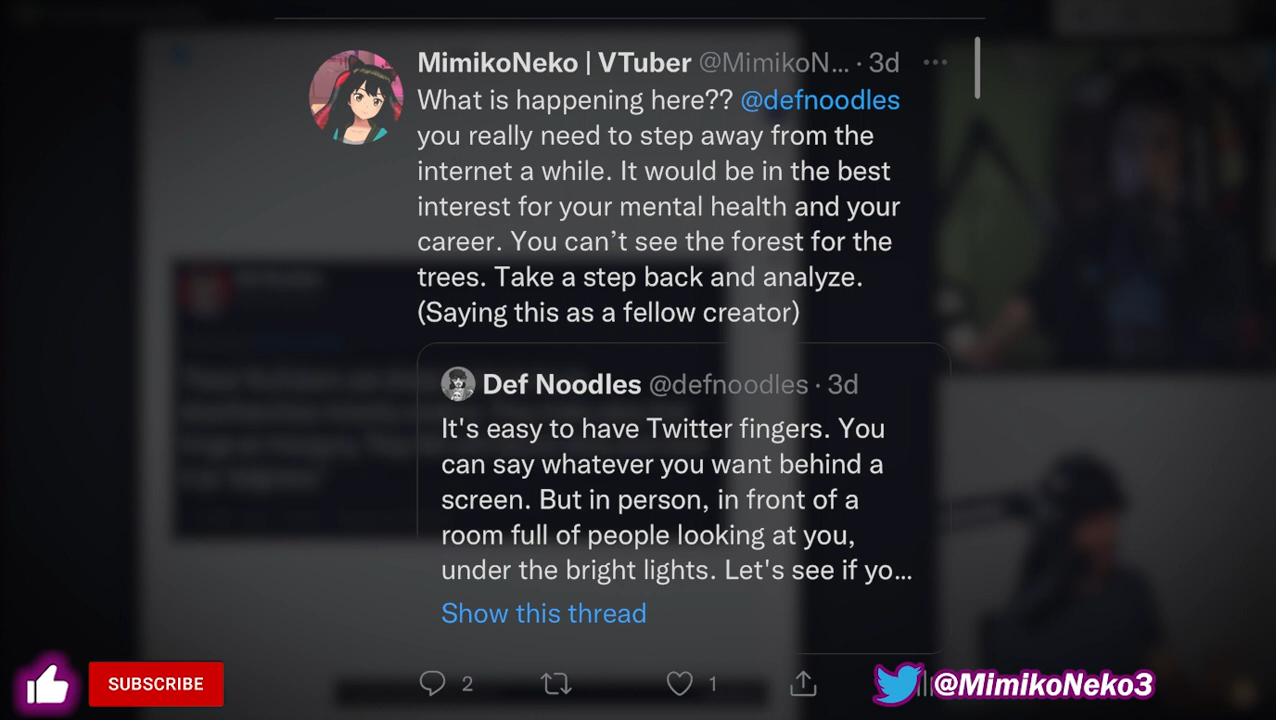 MimikoNeko | VTuber @MimikoN... · 3d
What is happening here?? @defnoodles
you really need to step away from the
internet a while. It would be in the best
interest for your mental health and your
career. You can’t see the forest for the
trees. Take a step back and analyze.
(Saying this as a fellow creator)
Def Noodles @defnoodles · 3d
It's easy to have Twitter fingers. You
can say whatever you want behind a
screen. But in person, in front of a
room full of people looking at you,
under the bright lights. Let's see if yo...
Show this thread
2
1
SUBSCRIBE
@MimikoNeko3